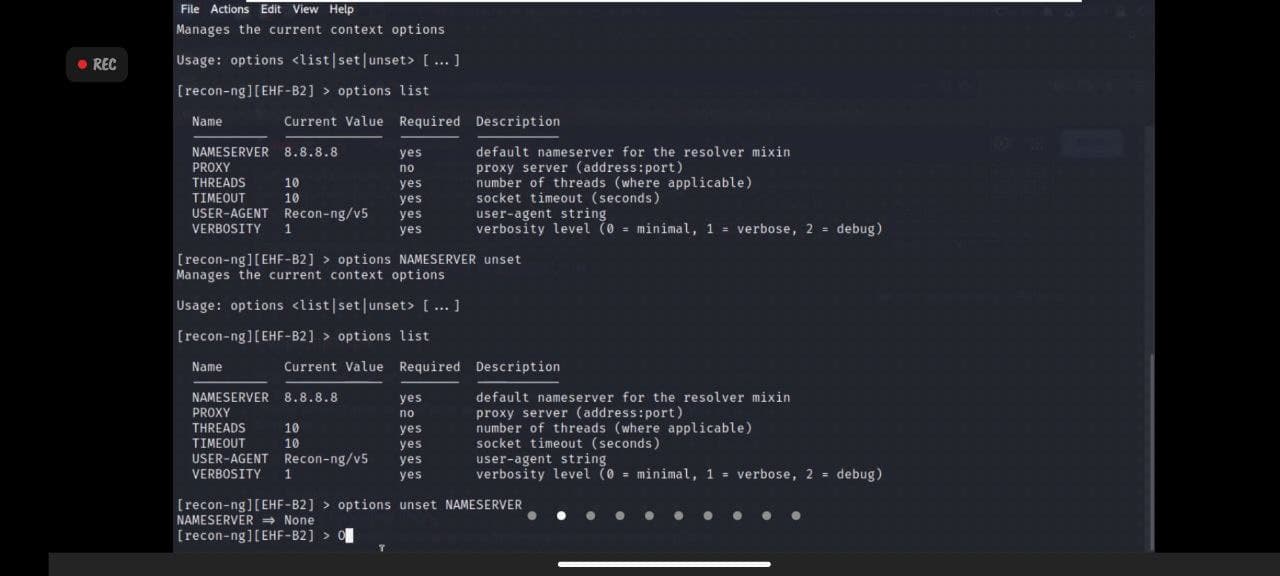 File Actions Edit View Help
Manages the current context options
REC
Usage: options <list|set|unset> [ ... ]
[recon-ng][EHF-B2] > options list
Name Current Value Required Description
NAMESERVER 8.8.8.8 yes default nameserver for the resolver mixin
PROXY no proxy server (address:port)
THREADS 10 yes number of threads (where applicable)
TIMEOUT 10 yes socket timeout (seconds)
USER-AGENT Recon-ng/v5 yes user-agent string
VERBOSITY 1 yes verbosity level (0 = minimal, 1 = verbose, 2 = debug)
[recon-ng][EHF-B2] > options NAMESERVER unset
Manages the current context options
Usage: options <list|set|unset> [ ... ]
[recon-ng][EHF-B2] > options list
Name Current Value Required Description
NAMESERVER 8.8.8.8 yes default nameserver for the resolver mixin
PROXY no proxy server (address:port)
THREADS 10 yes number of threads (where applicable)
TIMEOUT 10 yes socket timeout (seconds)
USER-AGENT Recon-ng/v5 yes user-agent string
VERBOSITY 1 yes verbosity level (0 = minimal, 1 = verbose, 2 = debug)
[recon-ng][EHF-B2] > options unset NAMESERVER
NAMESERVER => None
[recon-ng][EHF-B2] > O